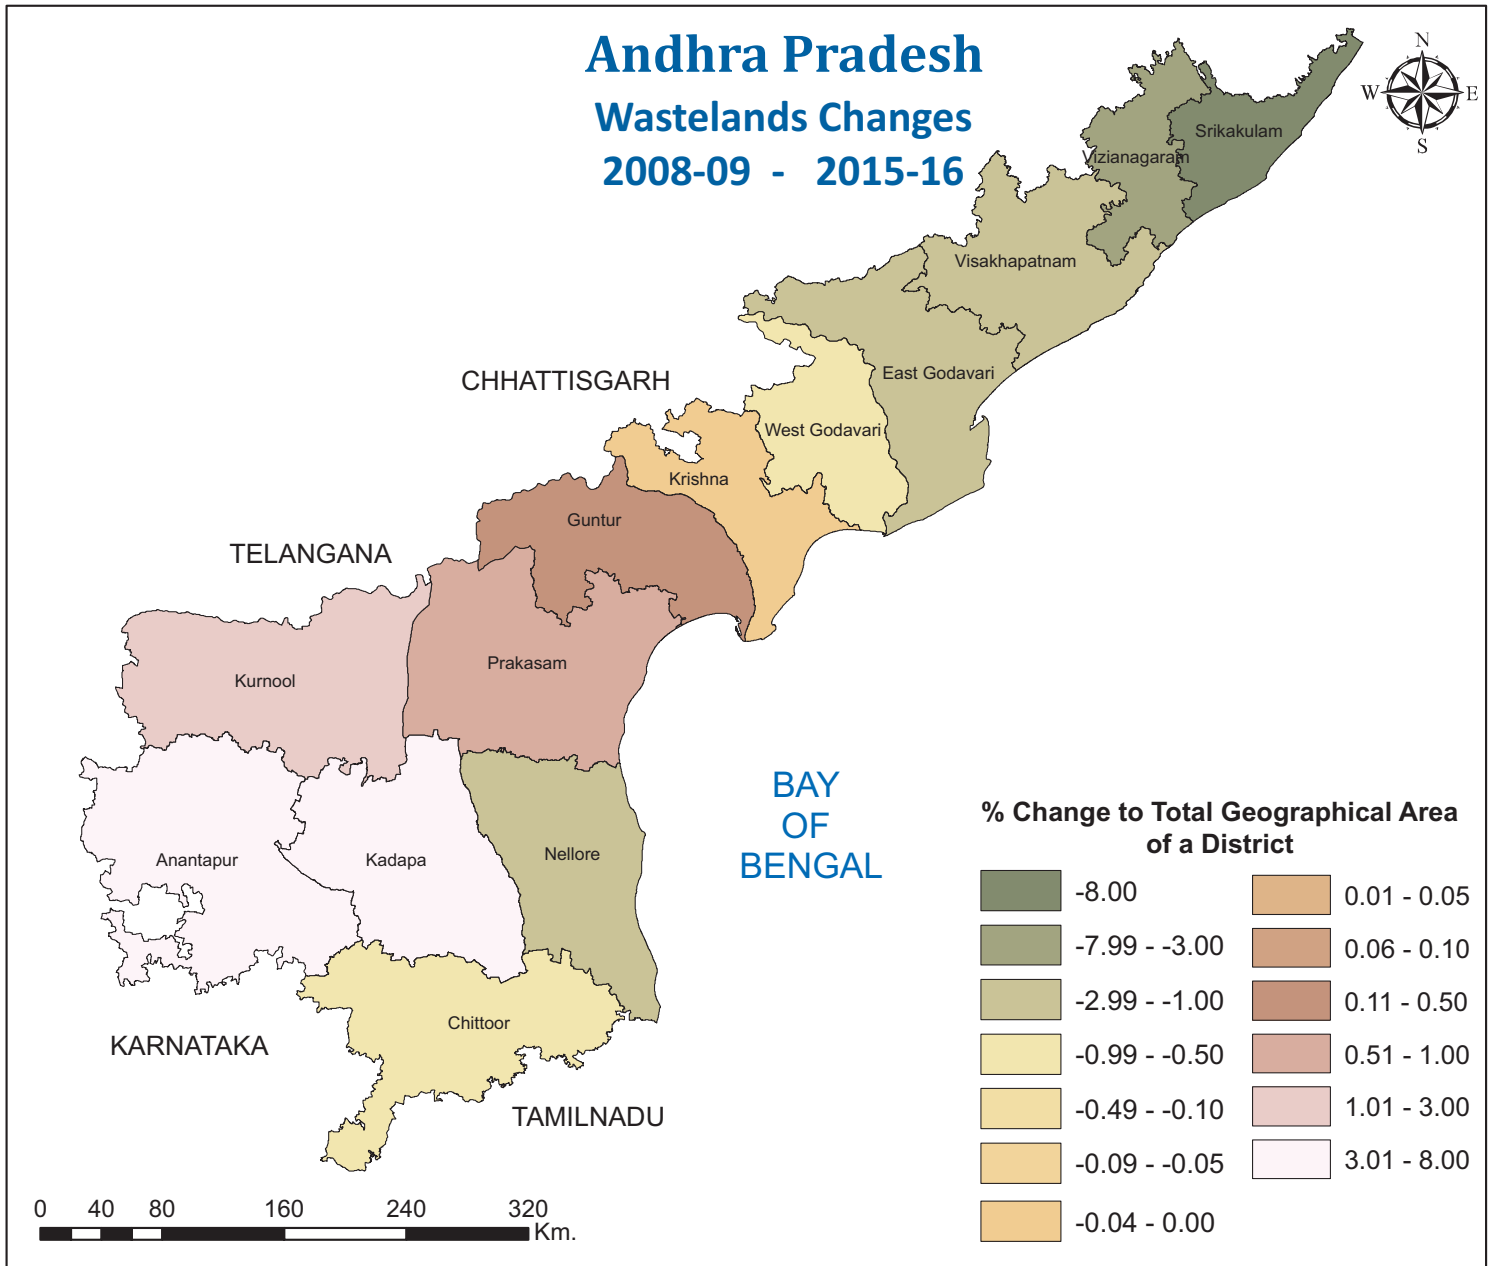 Andhra Pradesh
Wastelands Changes
2008-09 - 2015-16
N
W
E
S
Srikakulam
Vizianagaram
Visakhapatnam
CHHATTISGARH
East Godavari
West Godavari
Krishna
Guntur
TELANGANA
Prakasam
Kurnool
BAY
OF
BENGAL
Anantapur
Kadapa
Nellore
Chittoor
KARNATAKA
TAMILNADU
% Change to Total Geographical Area
of a District
-8.00
-7.99 - -3.00
-2.99 - -1.00
-0.99 - -0.50
-0.49 - -0.10
-0.09 - -0.05
-0.04 - 0.00
0.01 - 0.05
0.06 - 0.10
0.11 - 0.50
0.51 - 1.00
1.01 - 3.00
3.01 - 8.00
0 40 80 160 240 320
Km.